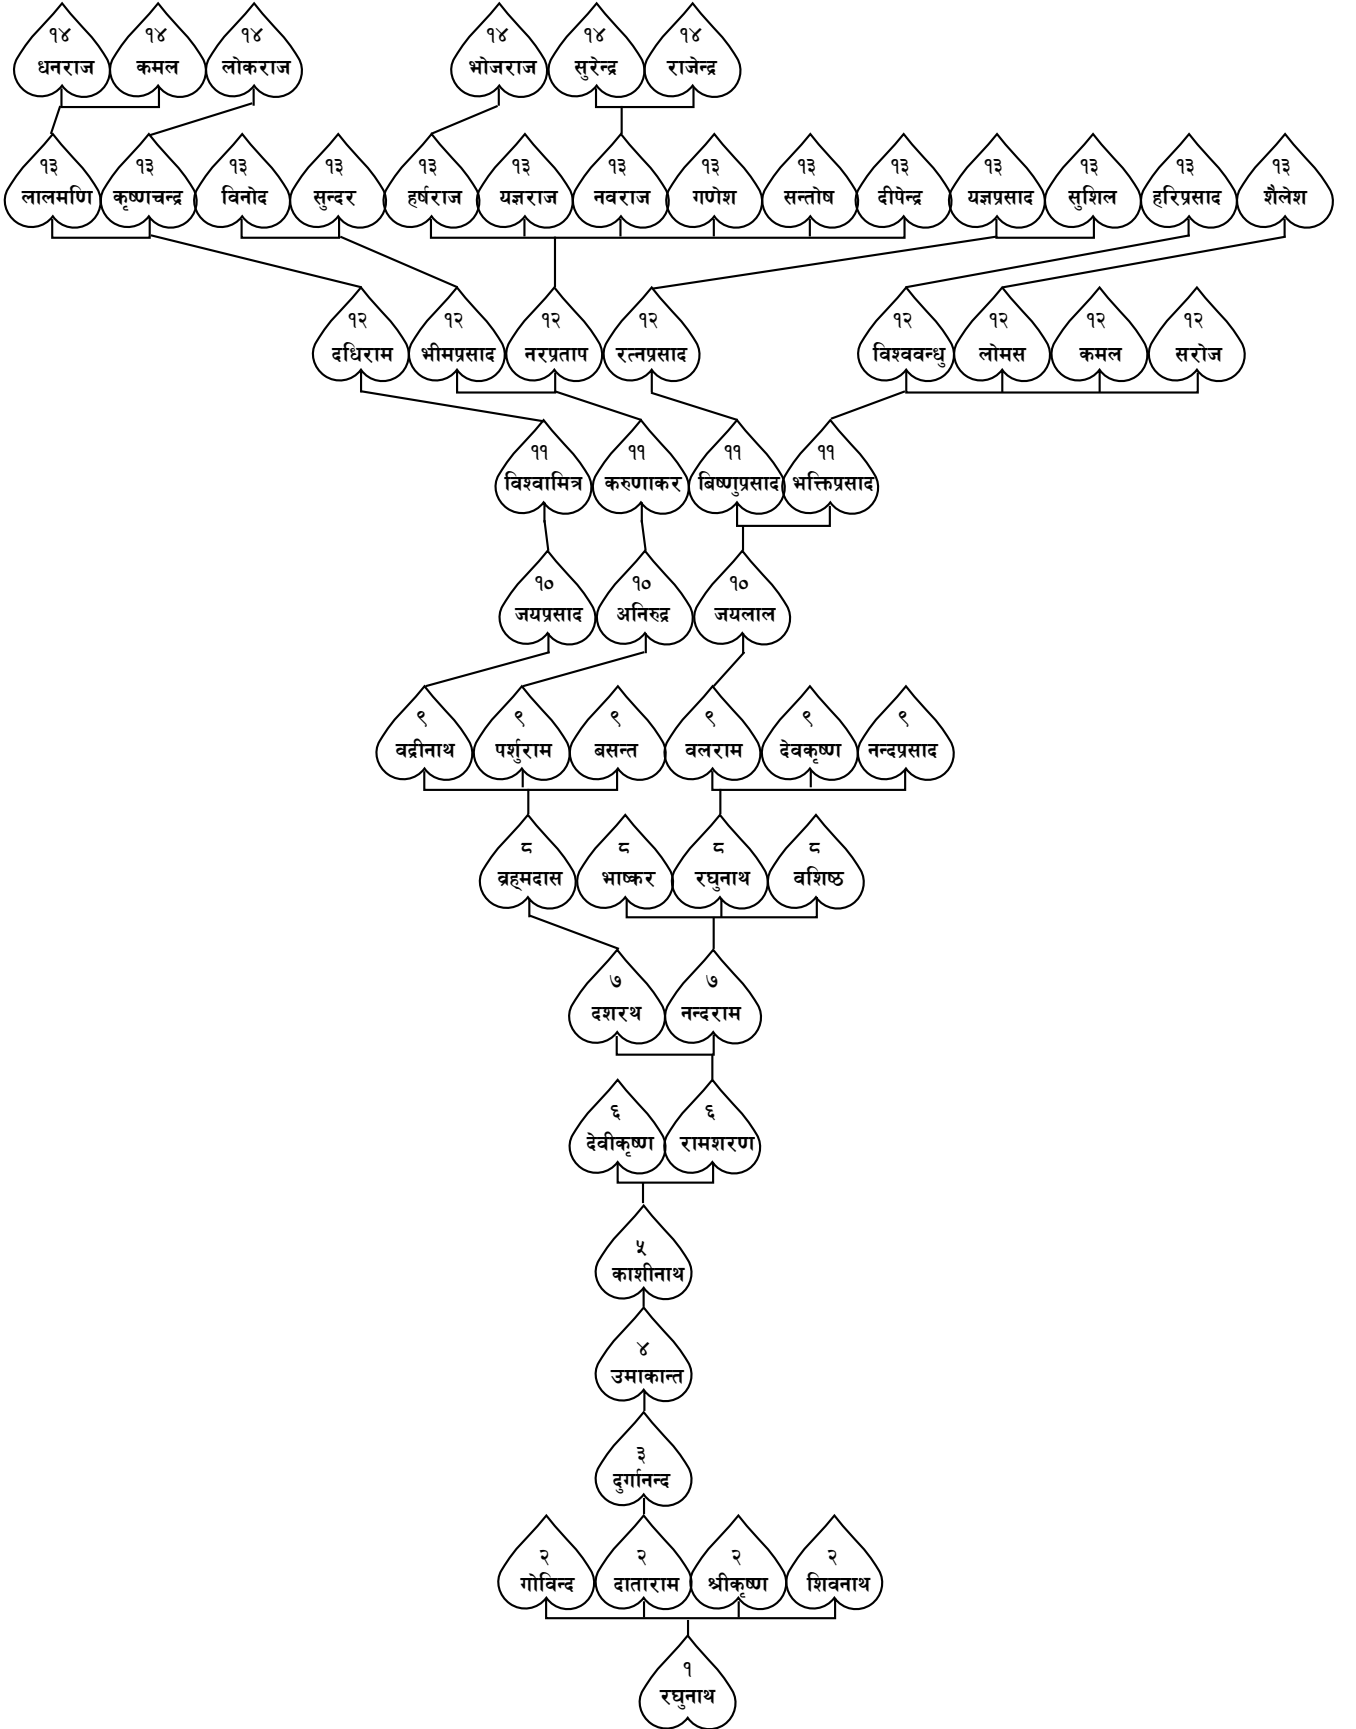 १४ १४ १४ १४ १४ १४
धनराज कमल लोकराज भोजराज सुरेन्द्र राजेन्द्र
१३ १३ १३ १३ १३ १३ १३ १३ १३ १३ १३ १३ १३ १३
लालमणि कृष्णचन्द्र विनोद सुन्दर हर्षराज यज्ञराज नवराज गणेश सन्तोष दीपेन्द्र यज्ञप्रसाद सुशिल हरिप्रसाद शैलेश
१२ १२ १२ १२ १२ १२ १२ १२
दधिराम भीमप्रसाद नरप्रताप रत्नप्रसाद विश्ववन्धु लोमस कमल सरोज
११ ११ ११ ११
विश्वामित्र करुणाकर बिष्णुप्रसाद भक्तिप्रसाद
१० १० १०
जयप्रसाद अनिरुद्र जयलाल
९ ९ ९ ९ ९ ९
वद्रीनाथ पर्शुराम बसन्त वलराम देवकृष्ण नन्दप्रसाद
८ ८ ८ ८
व्रह्मदास भाष्कर रघुनाथ वशिष्ठ
७ ७
दशरथ नन्दराम
६ ६
देवीकृष्ण रामशरण
५
काशीनाथ
४
उमाकान्त
३
दुर्गानन्द
२ २ २ २
गोविन्द दाताराम श्रीकृष्ण शिवनाथ
१
रघुनाथ